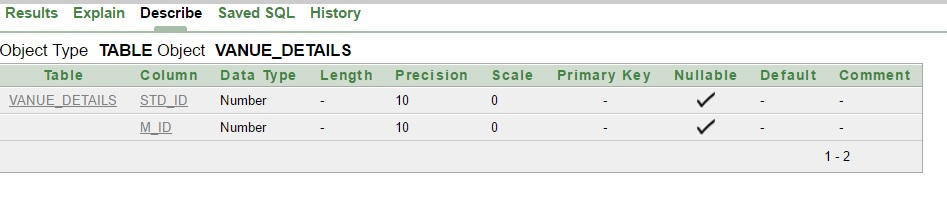 Results Explain Describe Saved SQL History
Object Type TABLE Object VANUE_DETAILS
Table Column Data Type Length Precision Scale Primary Key Nullable Default Comment
VANUE_DETAILS STD_ID Number - 10 0 - ✓ - -
M_ID Number - 10 0 - ✓ - -
1 - 2